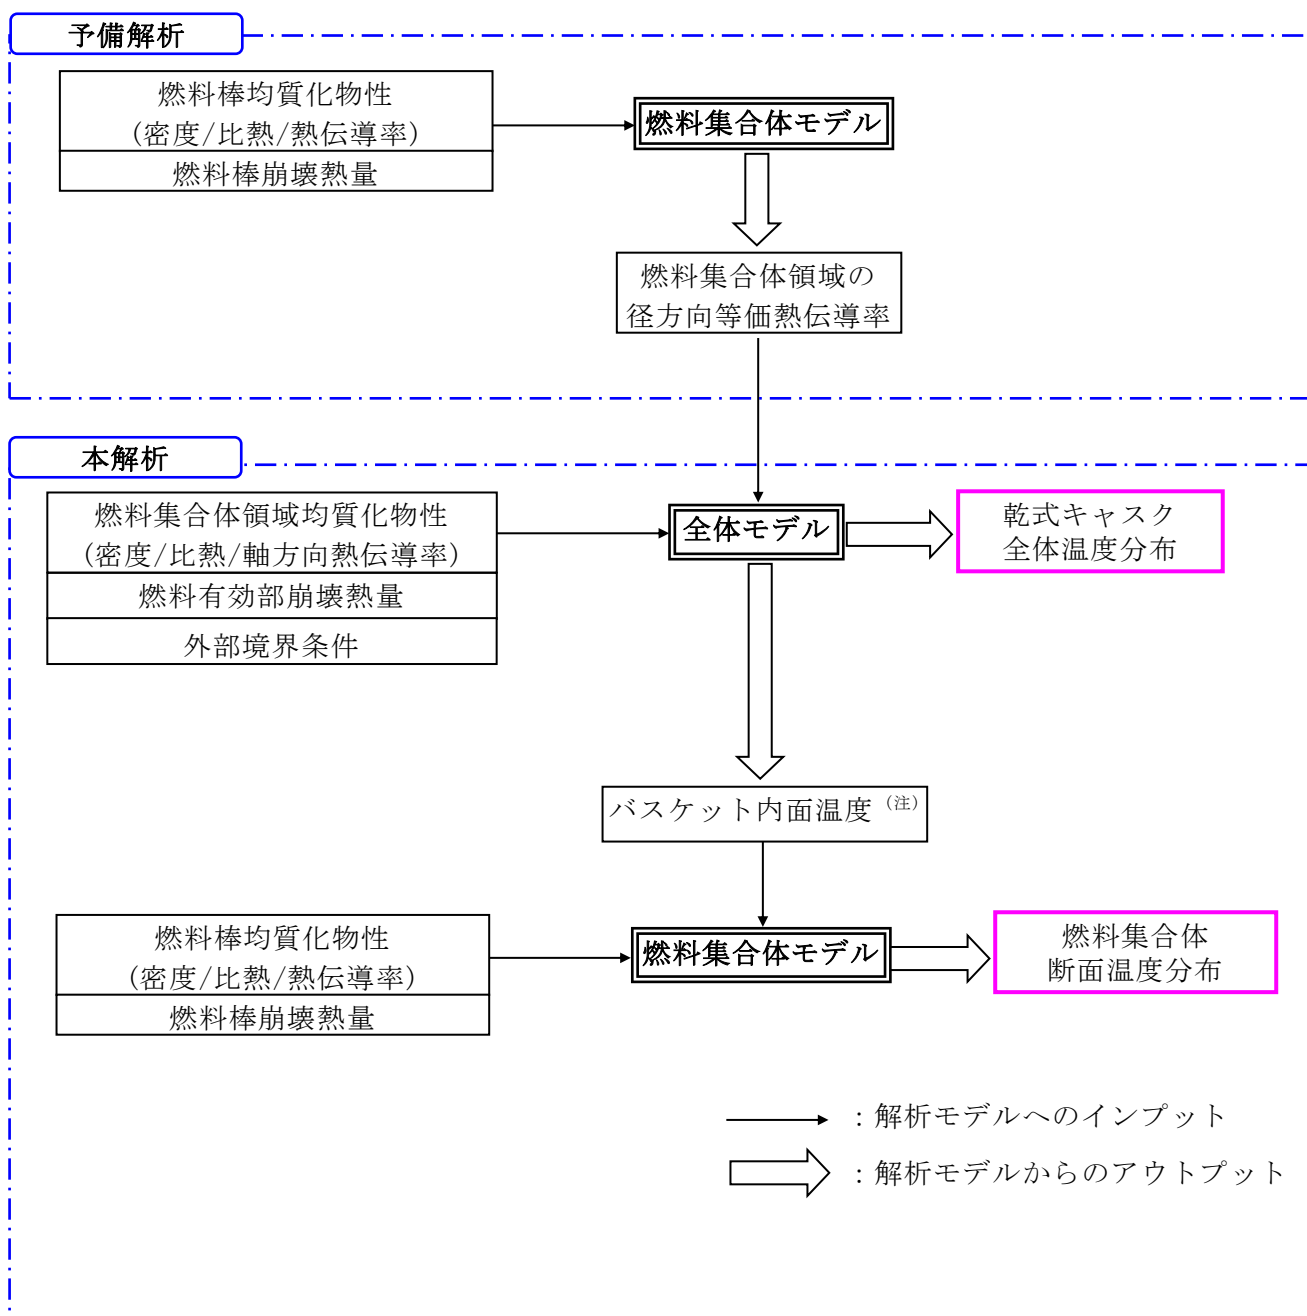 予備解析
燃料棒均質化物性
(密度/比熱/熱伝導率)
燃料棒崩壊熱量
燃料集合体モデル
燃料集合体領域の
径方向等価熱伝導率
本解析
燃料集合体領域均質化物性
(密度/比熱/軸方向熱伝導率)
燃料有効部崩壊熱量
外部境界条件
全体モデル
乾式キャスク
全体温度分布
バスケット内面温度（注）
燃料棒均質化物性
(密度/比熱/熱伝導率)
燃料棒崩壊熱量
燃料集合体モデル
燃料集合体
断面温度分布
：解析モデルへのインプット
：解析モデルからのアウトプット